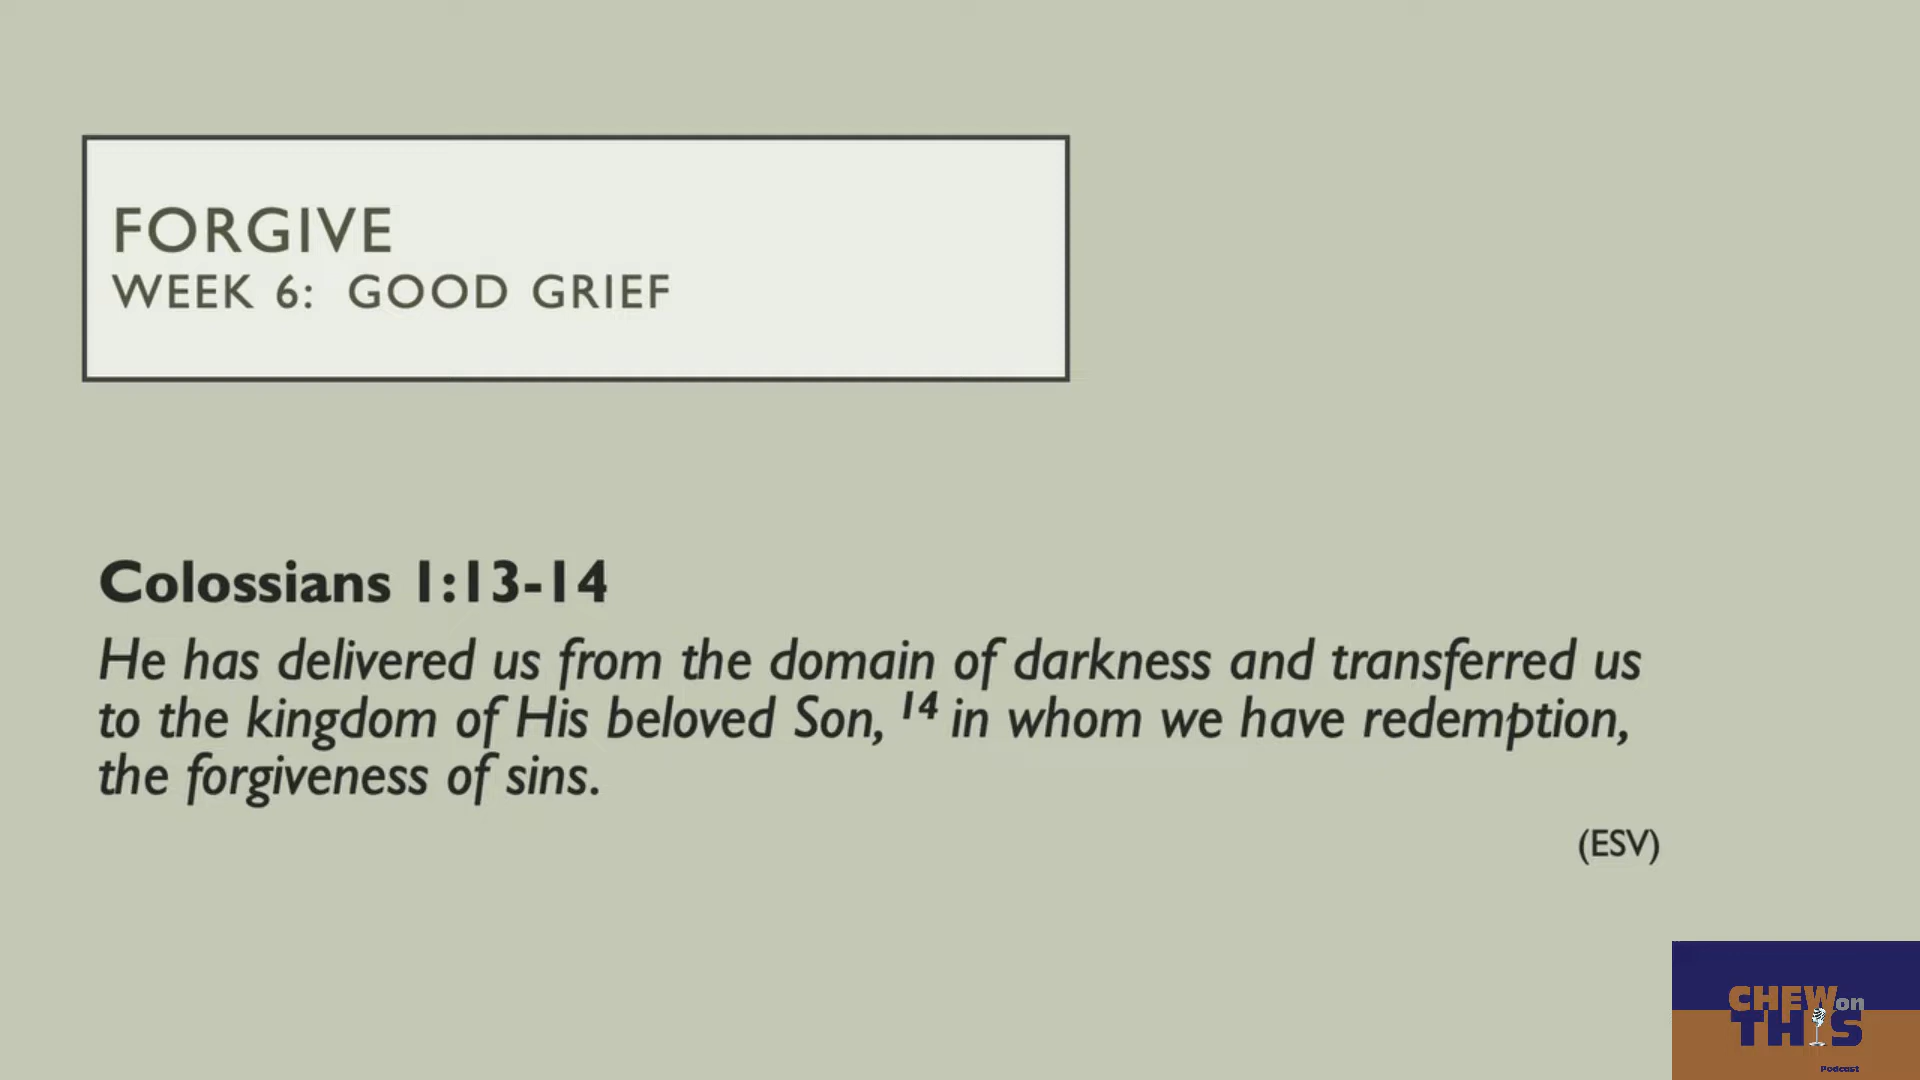 FORGIVE
WEEK 6: GOOD GRIEF
Colossians 1:13-14
He has delivered us from the domain of darkness and transferred us
to the kingdom of His beloved Son, 14 in whom we have redemption,
the forgiveness of sins.
(ESV)
CHEW on
THIS
Podcast